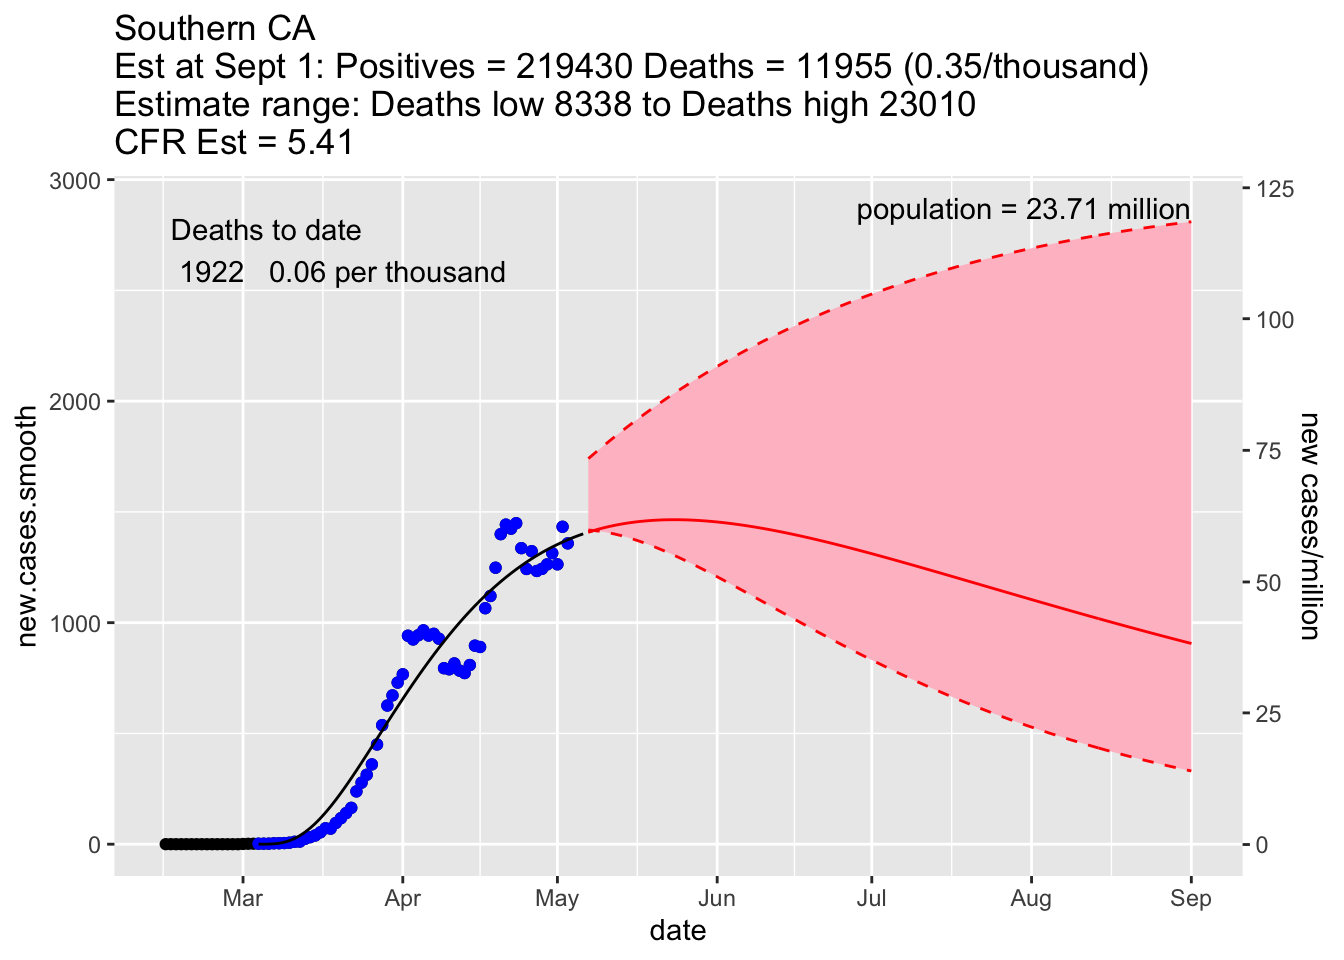 Southern CA
Est at Sept 1: Positives = 219430 Deaths = 11955 (0.35/thousand)
Estimate range: Deaths low 8338 to Deaths high 23010
CFR Est = 5.41
3000
2000
1000
0
new.cases.smooth
Deaths to date
1922 0.06 per thousand
population = 23.71 million
125
100
75
50
25
0
new cases/million
Mar Apr May Jun Jul Aug Sep
date